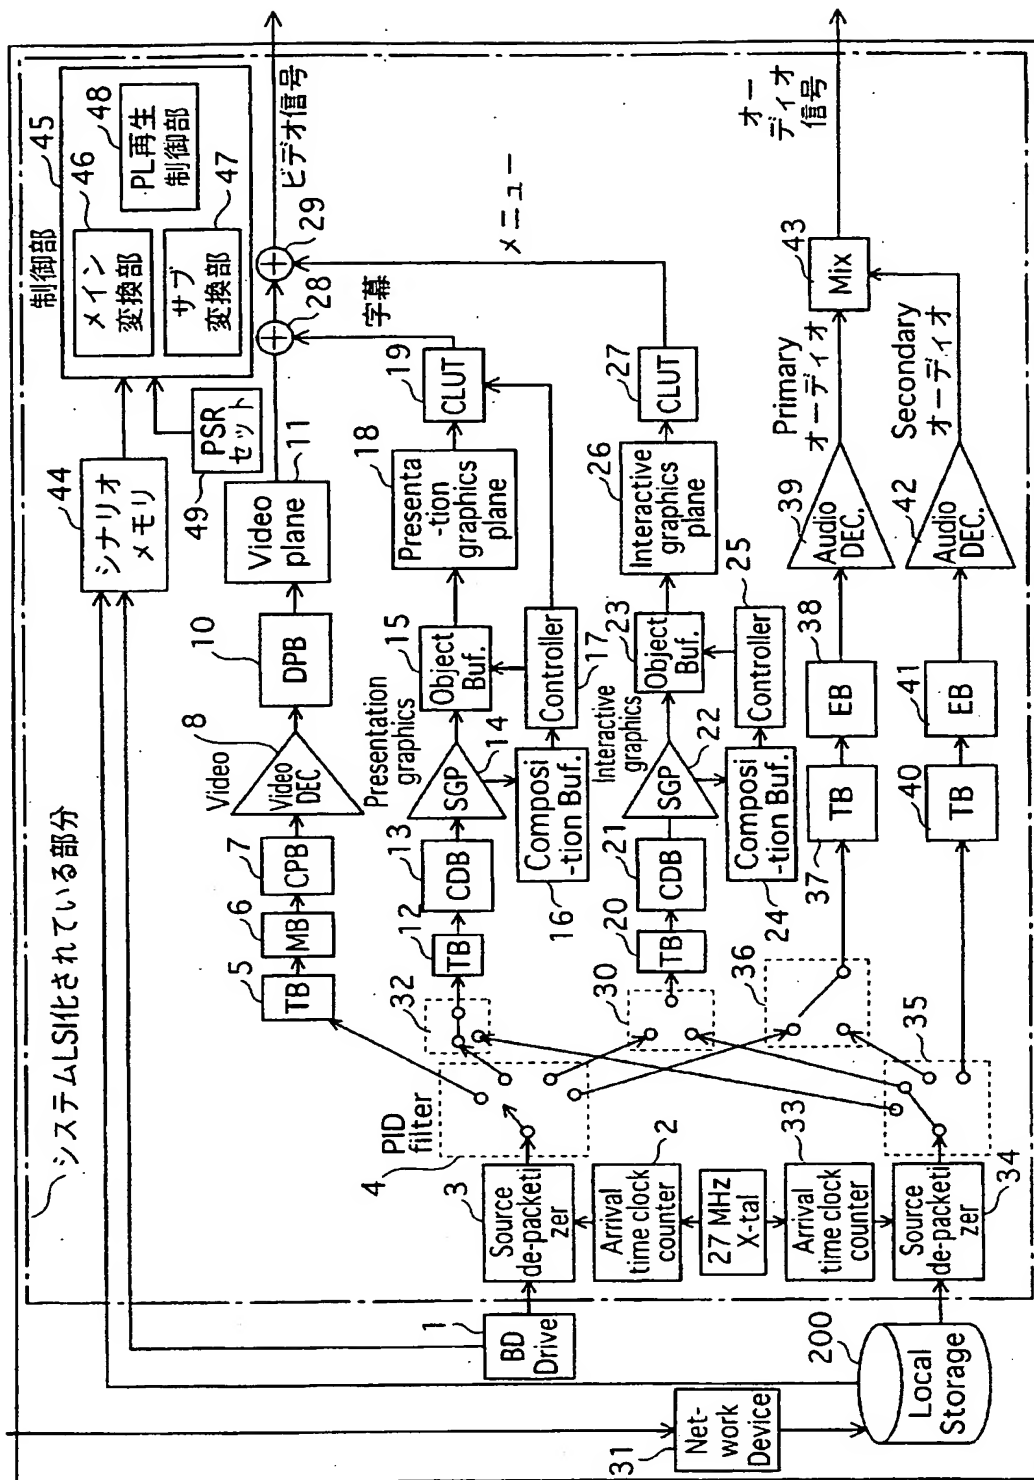 システムLSI化されている部分
制御部
45
46
メイン
変換部
48
PL再生
制御部
サブ
変換部
47
44
シナリオ
メモリ
PSR
セット
49
ビデオ信号
29
28
字幕
メニュー
オー
ディオ
信号
Video
5
TB
6
MB
7
CPB
8
Video
DEC
10
DPB
11
Video
plane
Presentation
graphics
32
12
TB
13
CDB
14
SGP
15
Object
Buf.
16
Composi
-tion Buf.
17
Controller
18
Presenta
-tion
graphics
plane
19
CLUT
Interactive
graphics
30
20
TB
21
CDB
22
SGP
23
Object
Buf.
24
Composi
-tion Buf.
25
Controller
26
Interactive
graphics
plane
27
CLUT
36
37
TB
38
EB
39
Audio
DEC.
Primary
オーディオ
43
Mix
35
40
TB
41
EB
42
Audio
DEC.
Secondary
オーディオ
PID
filter
4
3
Source
de-packeti
zer
2
Arrival
time clock
counter
27 MHz
X-tal
33
Arrival
time clock
counter
34
Source
de-packeti
zer
1
BD
Drive
200
Local
Storage
31
Net-
work
Device